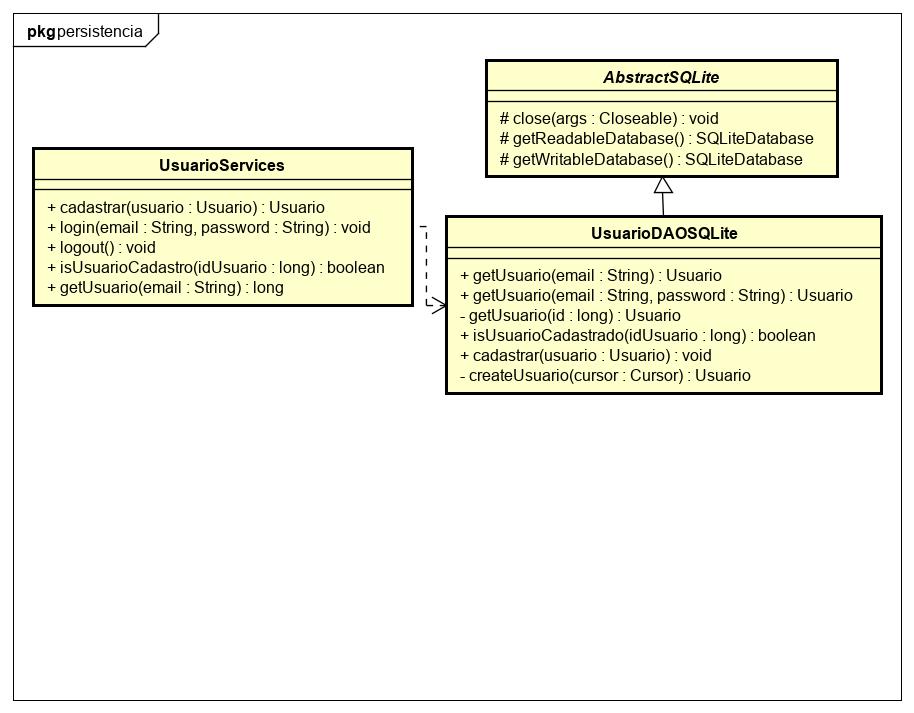 pkg persistencia
AbstractSQLite
# close(args : Closeable) : void
# getReadableDatabase() : SQLiteDatabase
# getWritableDatabase() : SQLiteDatabase
UsuarioServices
+ cadastrar(usuario : Usuario) : Usuario
+ login(email : String, password : String) : void
+ logout() : void
+ isUsuarioCadastro(idUsuario : long) : boolean
+ getUsuario(email : String) : long
UsuarioDAOSQLite
+ getUsuario(email : String) : Usuario
+ getUsuario(email : String, password : String) : Usuario
- getUsuario(id : long) : Usuario
+ isUsuarioCadastrado(idUsuario : long) : boolean
+ cadastrar(usuario : Usuario) : void
- createUsuario(cursor : Cursor) : Usuario